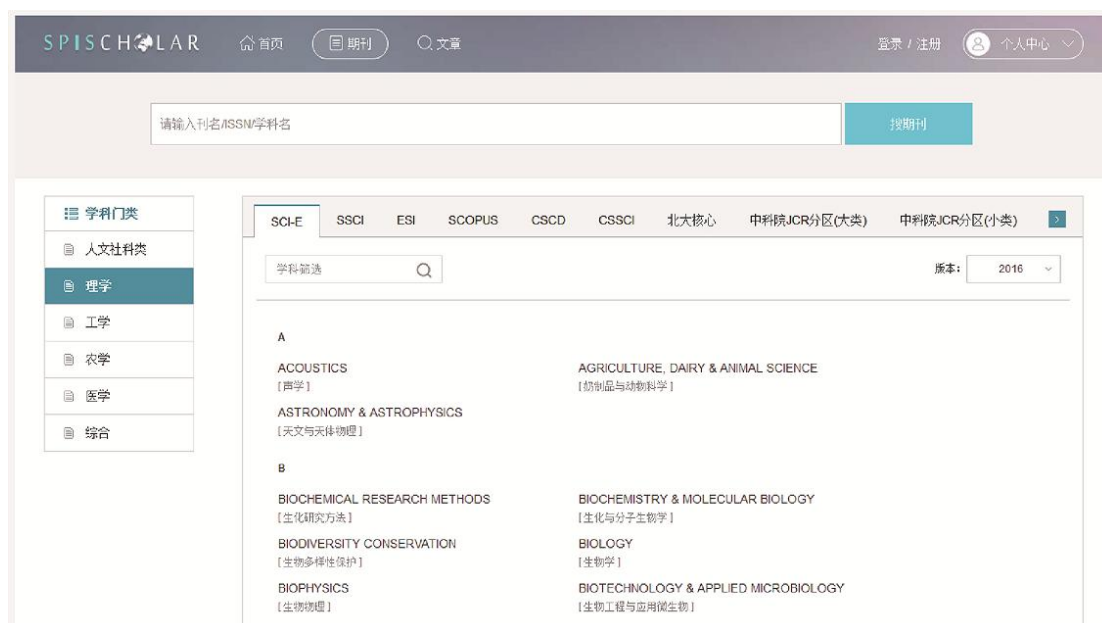 SPISCHOLAR 首页 期刊 文章 登录 / 注册 个人中心
请输入刊名/ISSN/学科名 搜期刊
学科门类
人文社科类
理学
工学
农学
医学
综合
SCI-E SSCI ESI SCOPUS CSCD CSSCI 北大核心 中科院JCR分区(大类) 中科院JCR分区(小类)
学科筛选 版本: 2016
A
ACOUSTICS AGRICULTURE, DAIRY & ANIMAL SCIENCE
[声学] [奶制品与动物科学]
ASTRONOMY & ASTROPHYSICS
[天文与天体物理]
B
BIOCHEMICAL RESEARCH METHODS BIOCHEMISTRY & MOLECULAR BIOLOGY
[生化研究方法] [生化与分子生物学]
BIODIVERSITY CONSERVATION BIOLOGY
[生物多样性保护] [生物学]
BIOPHYSICS BIOTECHNOLOGY & APPLIED MICROBIOLOGY
[生物物理] [生物工程与应用微生物]